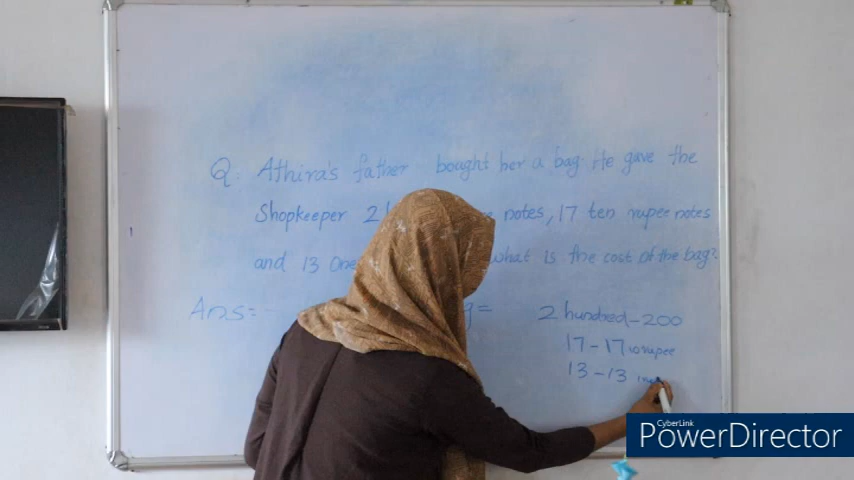 Q: Athira's father bought her a bag. He gave the
Shopkeeper 2 notes, 17 ten rupee notes
and 13 One what is the cost of the bag?
Ans:
2 hundred - 200
17 - 17 10 rupee
13 - 13
CyberLink
PowerDirector